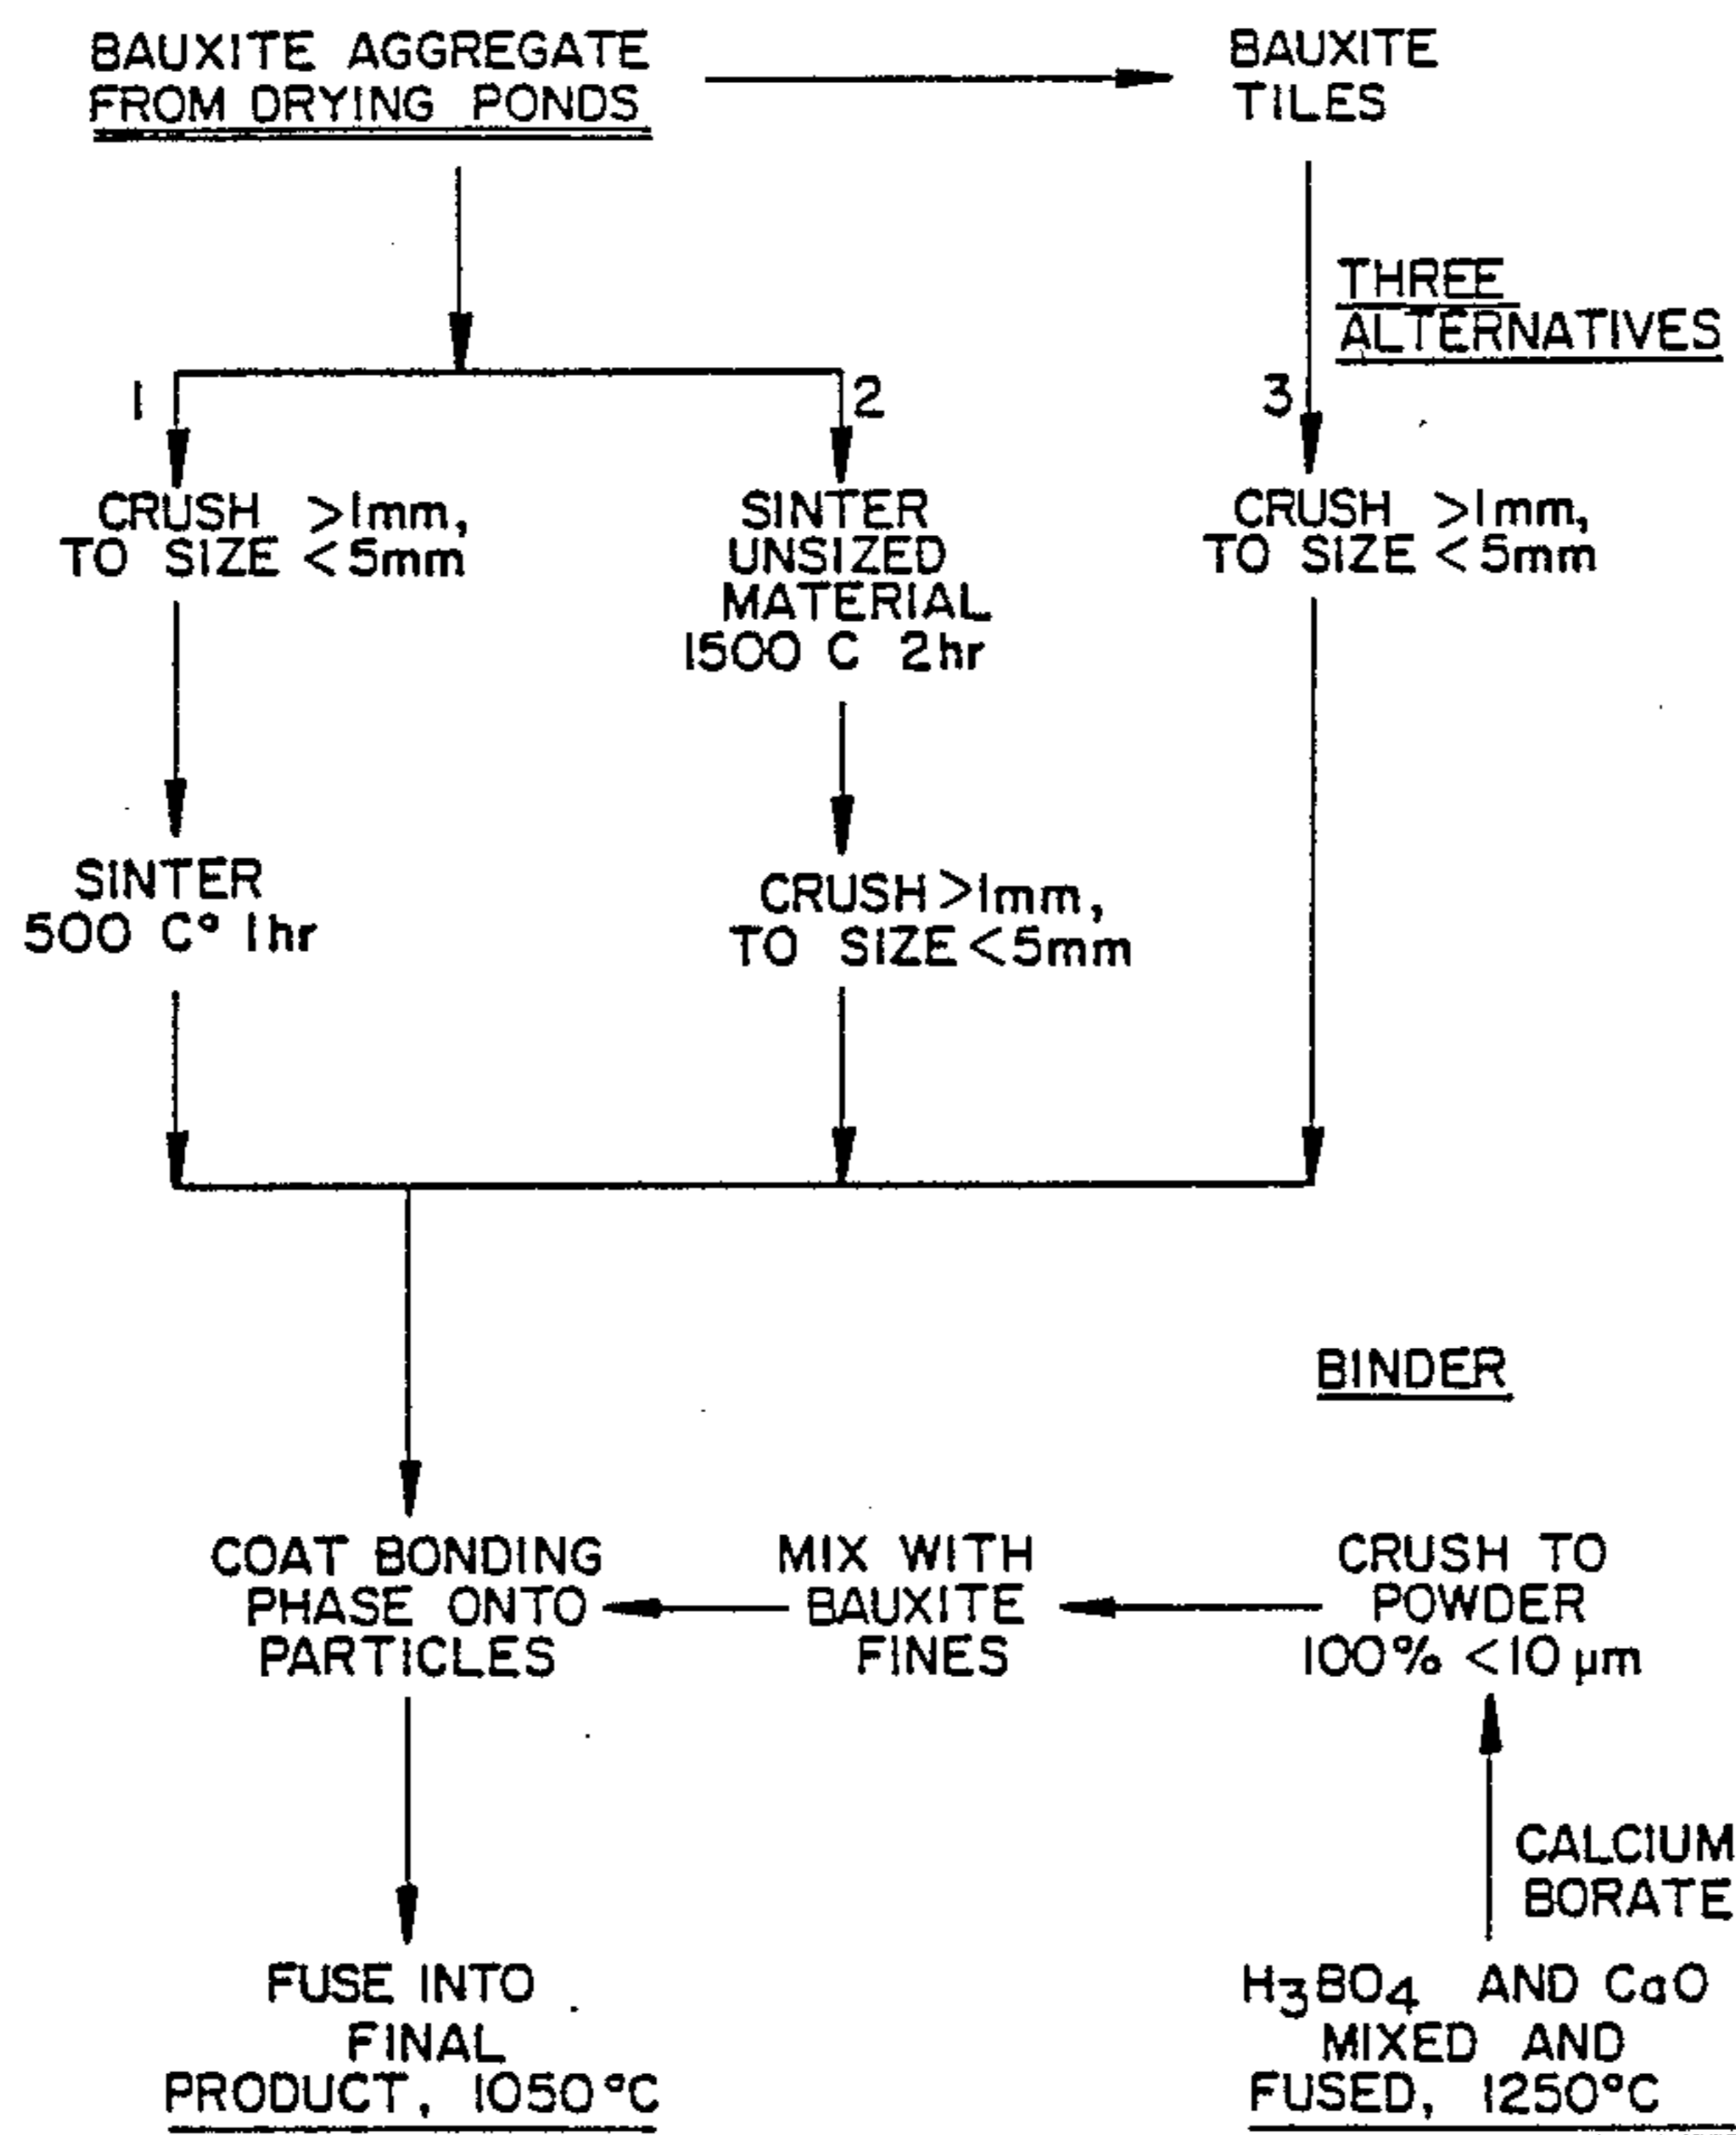 BAUXITE AGGREGATE
FROM DRYING PONDS
BAUXITE
TILES
THREE
ALTERNATIVES
1
2
3
CRUSH >1mm,
TO SIZE <5mm
SINTER
UNSIZED
MATERIAL
1500 C 2hr
CRUSH >1mm,
TO SIZE <5mm
SINTER
500 C° 1hr
CRUSH >1mm,
TO SIZE <5mm
BINDER
COAT BONDING
PHASE ONTO
PARTICLES
MIX WITH
BAUXITE
FINES
CRUSH TO
POWDER
100% <10 µm
CALCIUM
BORATE
FUSE INTO
FINAL
PRODUCT, 1050°C
H3BO4 AND CaO
MIXED AND
FUSED, 1250°C